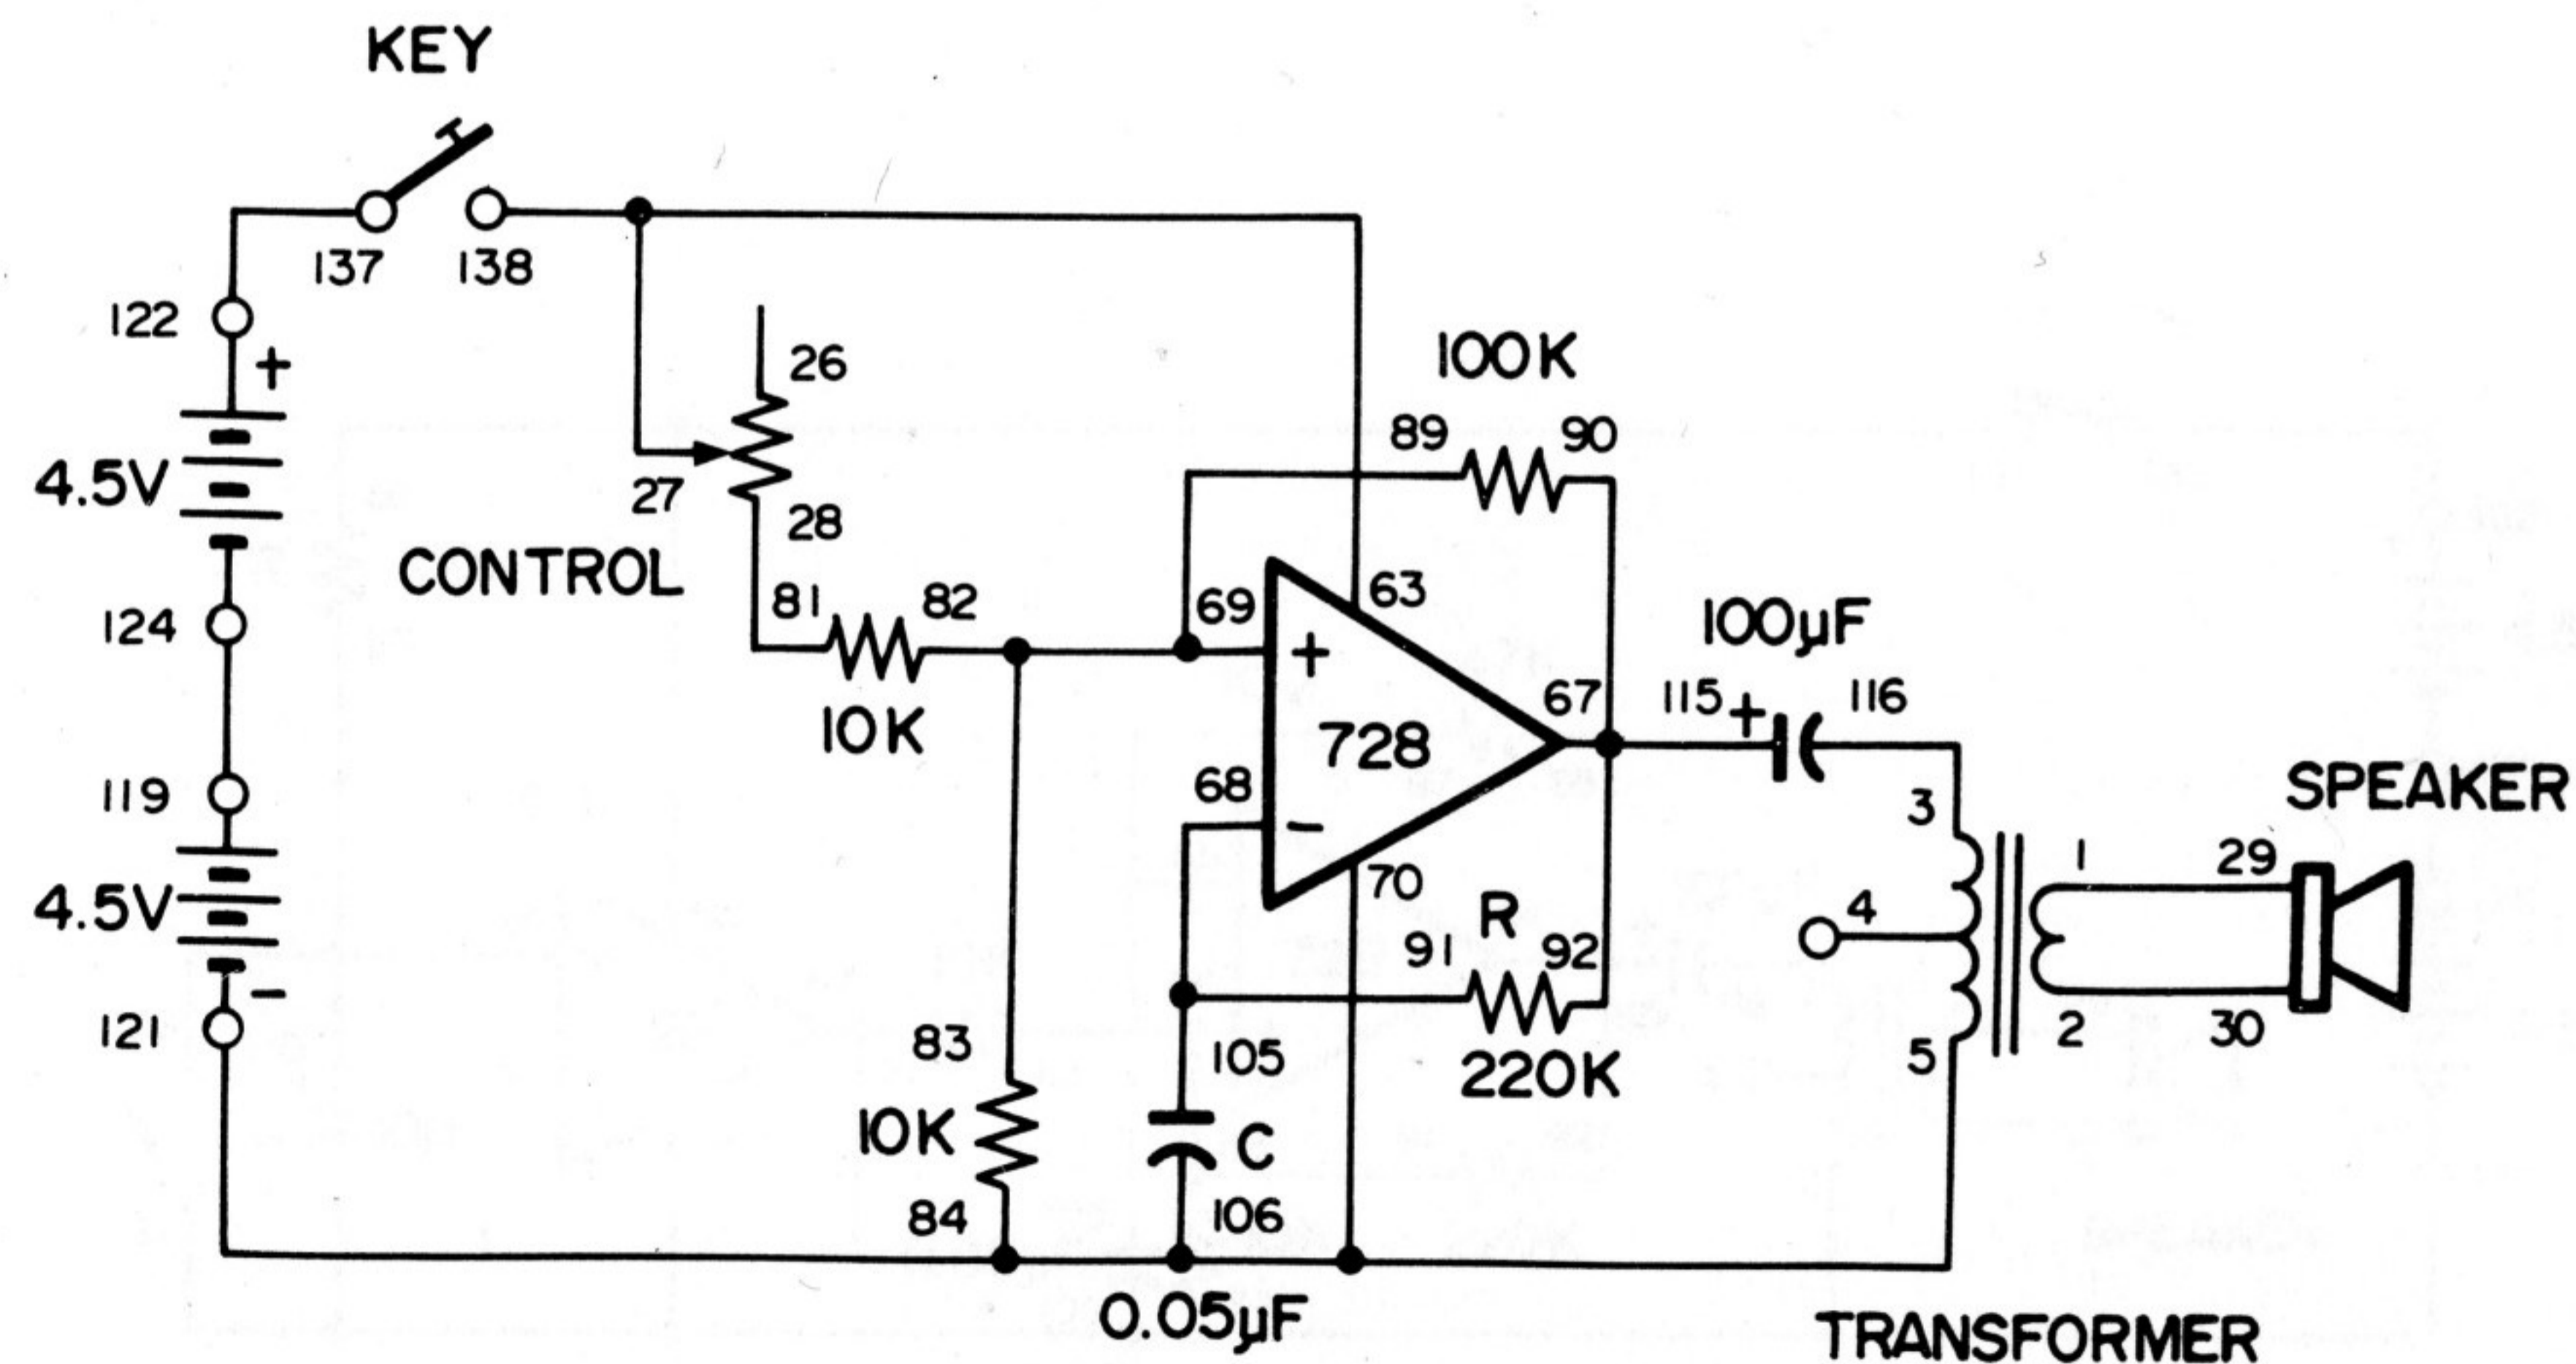 KEY
137
138
122
+
4.5V
124
119
4.5V
-
121
26
27
28
CONTROL
81
82
10K
83
10K
84
100K
89
90
69
63
+
728
67
68
-
70
R
91
92
220K
105
C
106
0.05μF
100μF
115
+
116
3
4
5
1
2
29
30
SPEAKER
TRANSFORMER